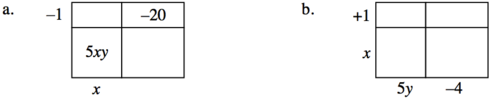 a. –1 –20 b. +1
5xy x
x 5y –4